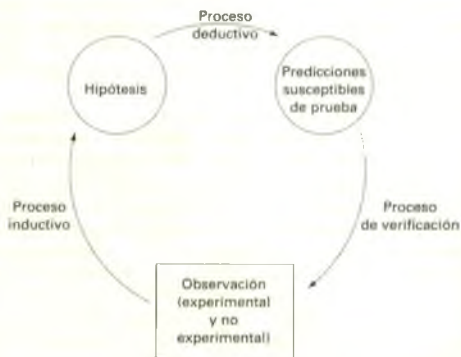 Proceso
deductivo
Hipótesis
Predicciones
susceptibles
de prueba
Proceso
inductivo
Proceso
de verificación
Observación
(experimental
y no
experimental)